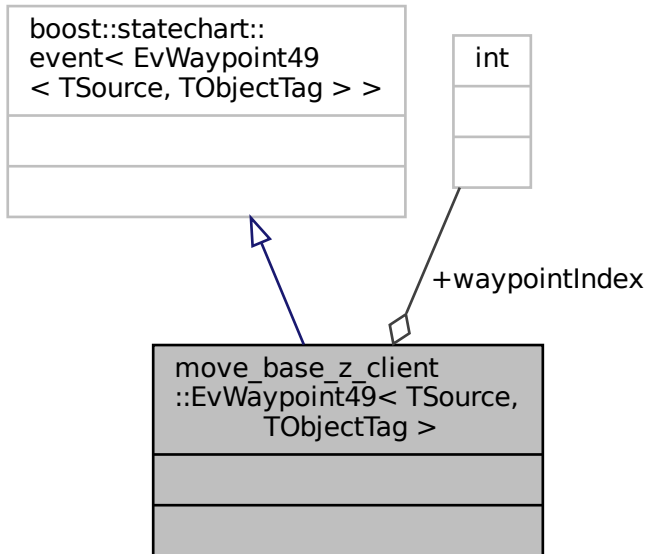 boost::statechart::
event< EvWaypoint49
< TSource, TObjectTag > >
int
+waypointIndex
move_base_z_client
::EvWaypoint49< TSource,
TObjectTag >